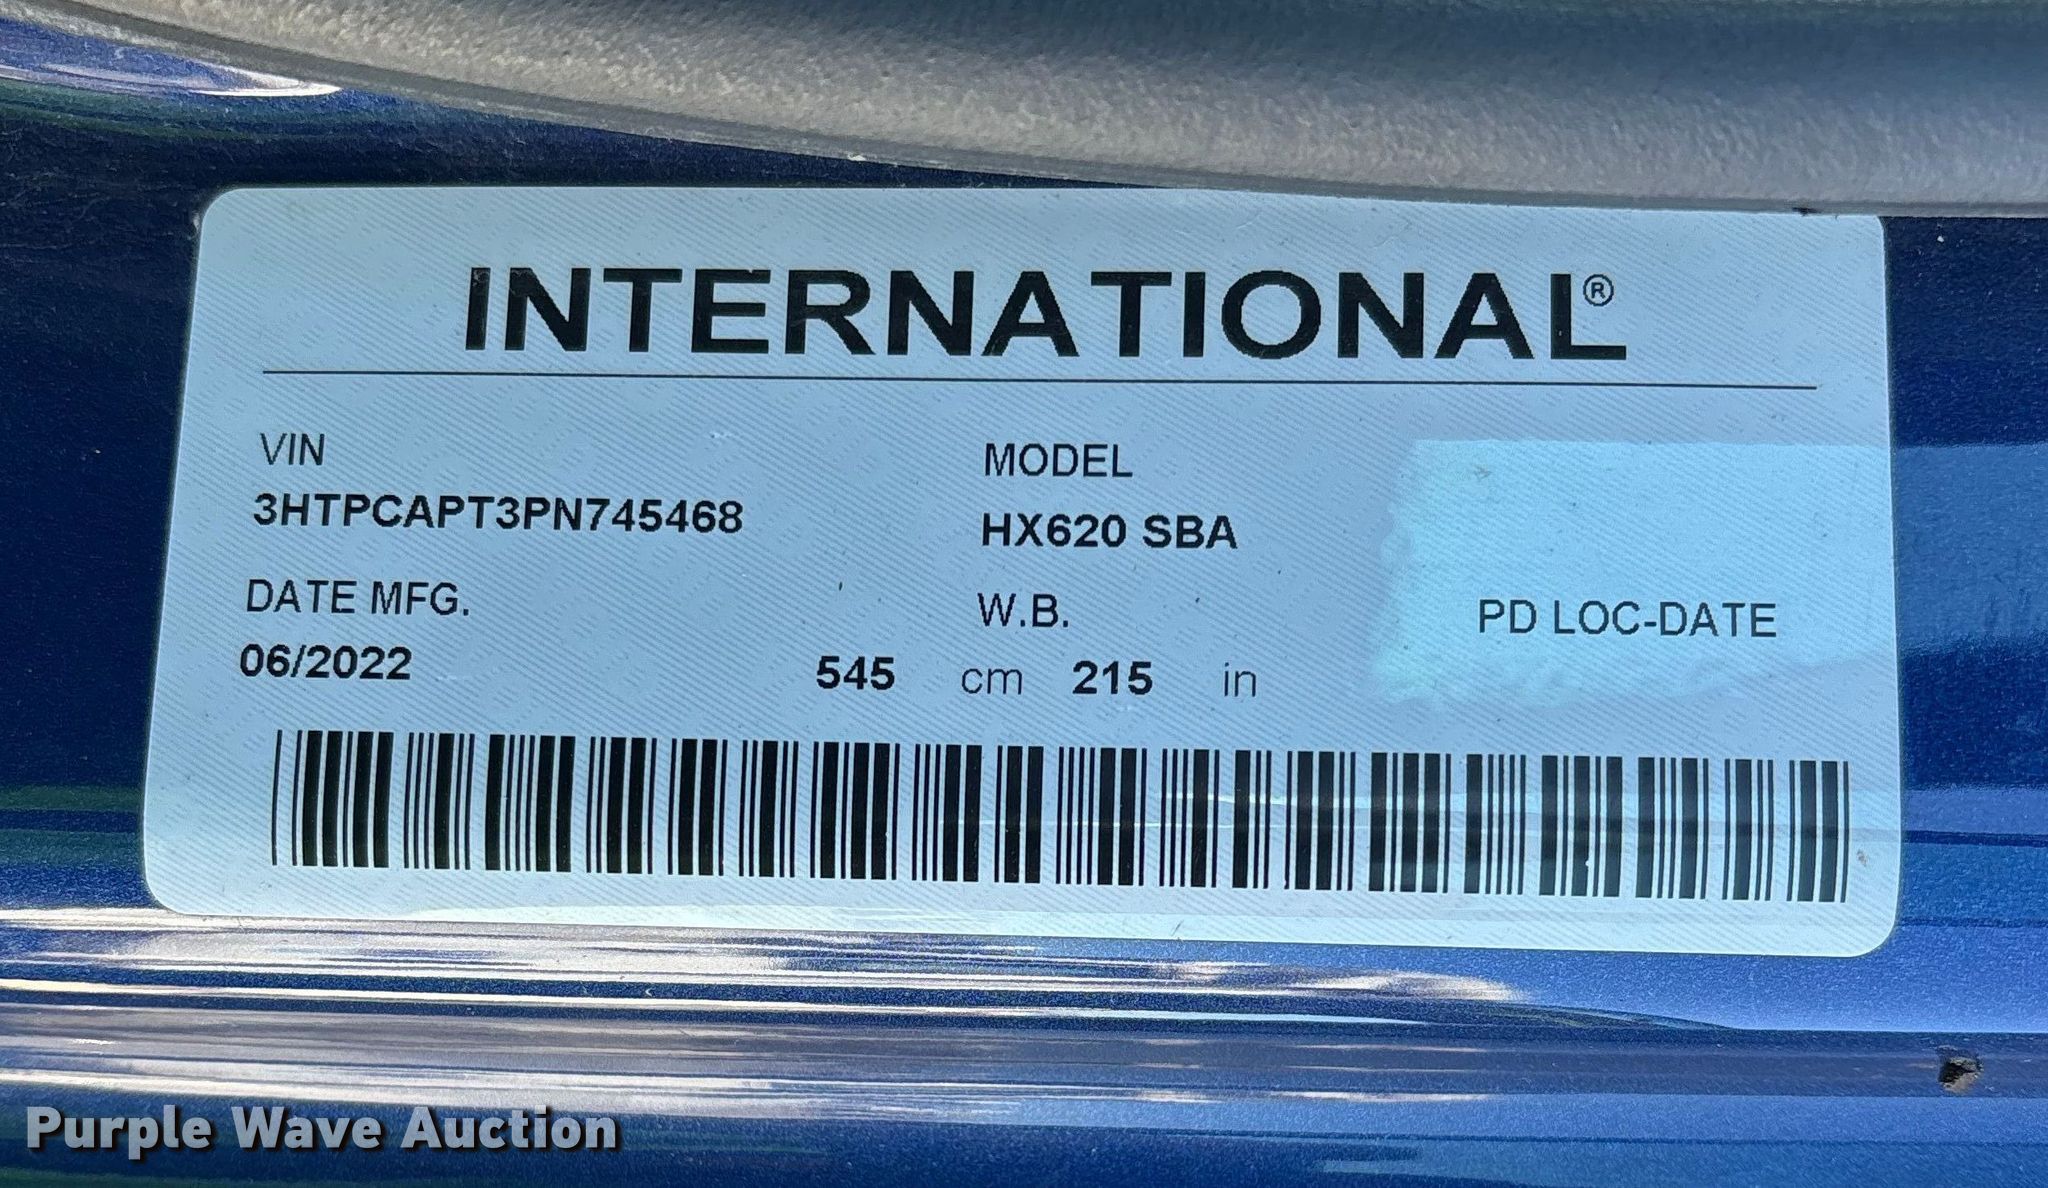 INTERNATIONAL®
VIN
3HTPCAPT3PN745468
MODEL
HX620 SBA
DATE MFG.
06/2022
W.B.
545 cm 215 in
PD LOC-DATE
Purple Wave Auction